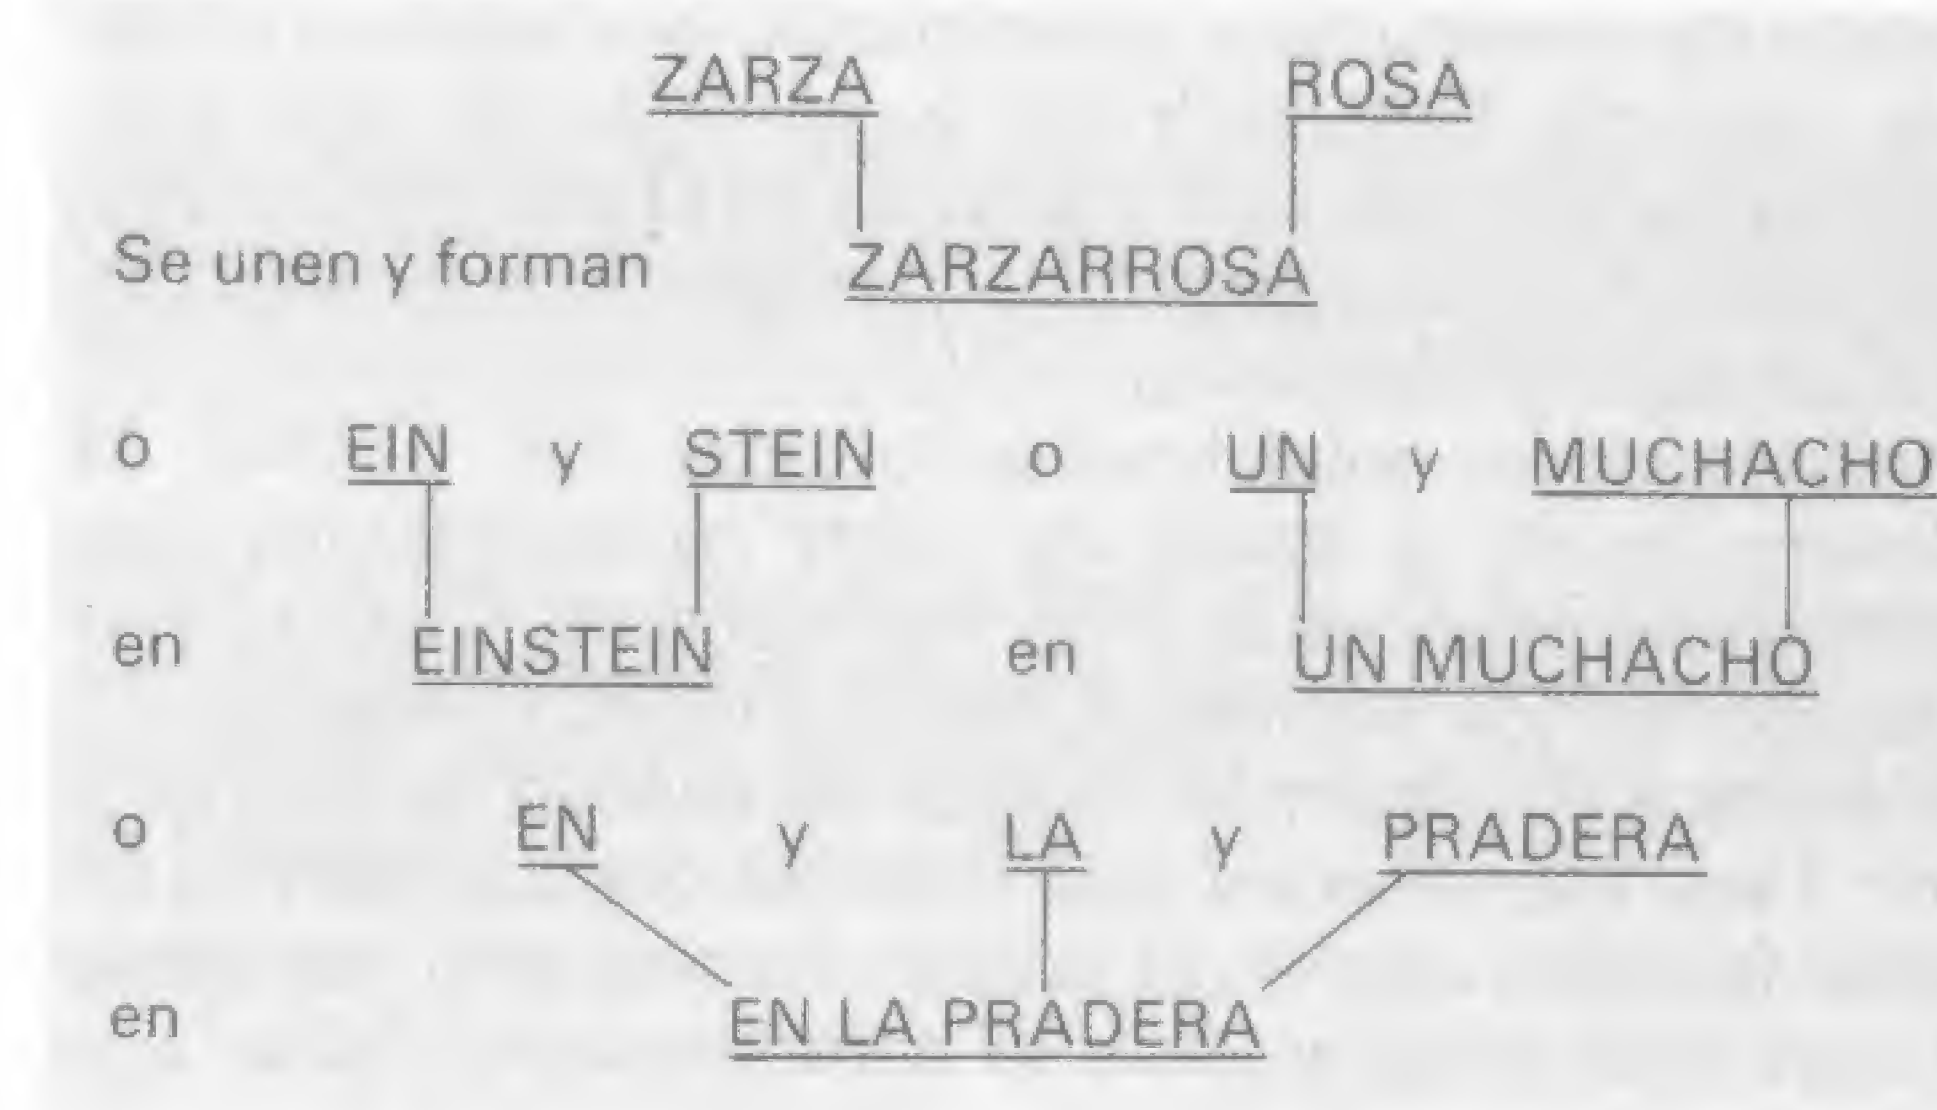 ZARZA ROSA
Se unen y forman ZARZARROSA
o EIN y STEIN o UN y MUCHACHO
en EINSTEIN en UN MUCHACHO
o EN y LA y PRADERA
en EN LA PRADERA